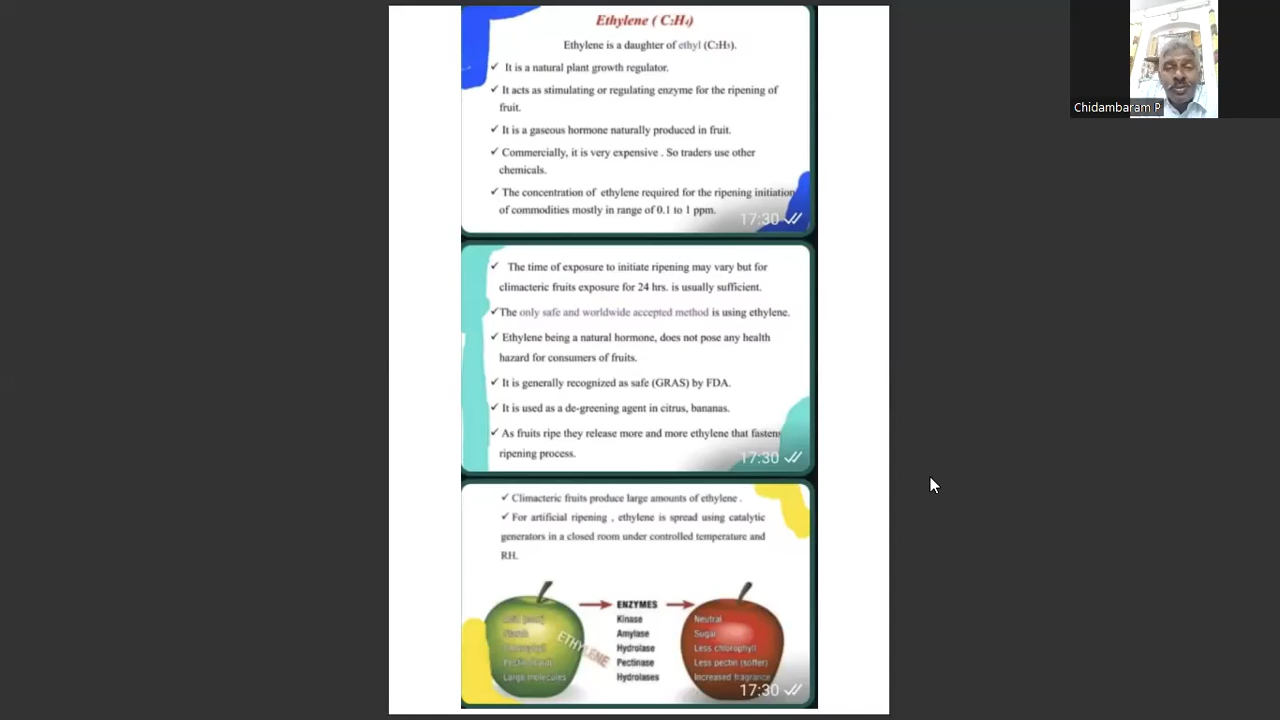 Ethylene ( C₂H₄)
Ethylene is a daughter of ethyl (C₂H₅).
✓ It is a natural plant growth regulator.
✓ It acts as stimulating or regulating enzyme for the ripening of
fruit.
✓ It is a gaseous hormone naturally produced in fruit.
✓ Commercially, it is very expensive . So traders use other
chemicals.
✓ The concentration of ethylene required for the ripening initiation
of commodities mostly in range of 0.1 to 1 ppm.
17:30
✓ The time of exposure to initiate ripening may vary but for
climacteric fruits exposure for 24 hrs. is usually sufficient.
✓The only safe and worldwide accepted method is using ethylene.
✓ Ethylene being a natural hormone, does not pose any health
hazard for consumers of fruits.
✓ It is generally recognized as safe (GRAS) by FDA.
✓ It is used as a de-greening agent in citrus, bananas.
✓ As fruits ripe they release more and more ethylene that fastens
ripening process.
17:30
✓ Climacteric fruits produce large amounts of ethylene .
✓ For artificial ripening , ethylene is spread using catalytic
generators in a closed room under controlled temperature and
RH.
ETHYLENE
Starch
Large molecules
ENZYMES
Kinase
Amylase
Hydrolase
Pectinase
Hydrolases
Neutral
Sugar
Less chlorophyll
Less pectin (softer)
Increased fragrance
17:30
Chidambaram P